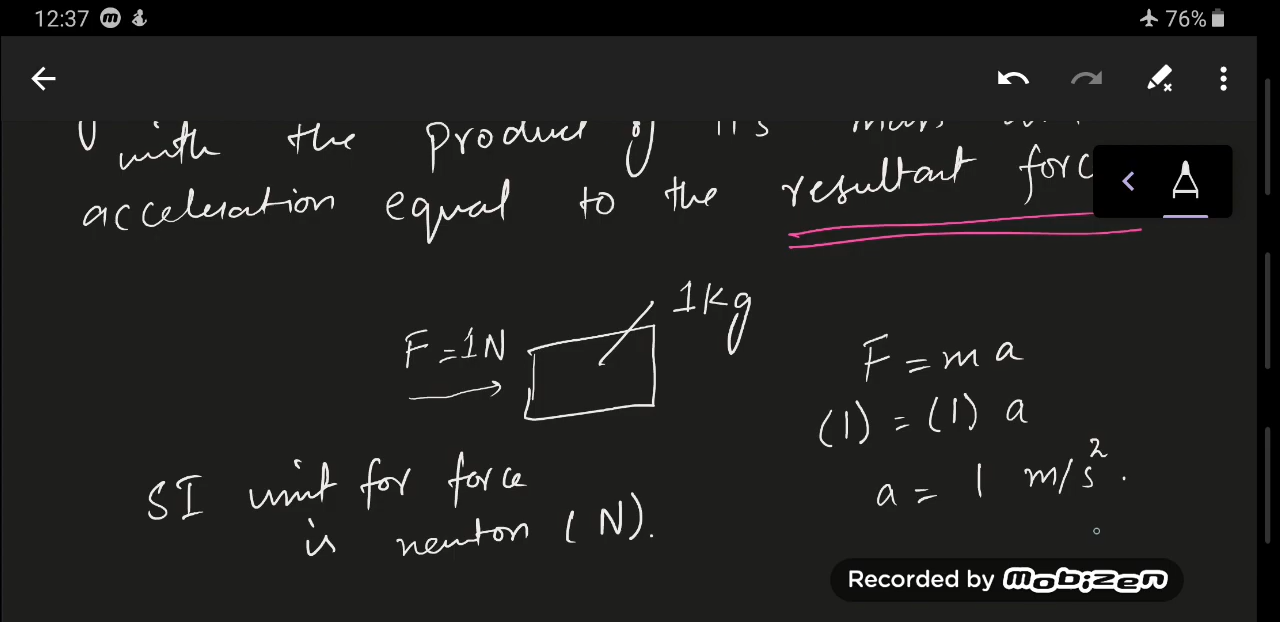 12:37
76%
with the product of its
acceleration equal to the resultant forc
1kg
F=1N
F = ma
(1) = (1) a
a = 1 m/s².
SI unit for force
is newton (N).
Recorded by mobizen